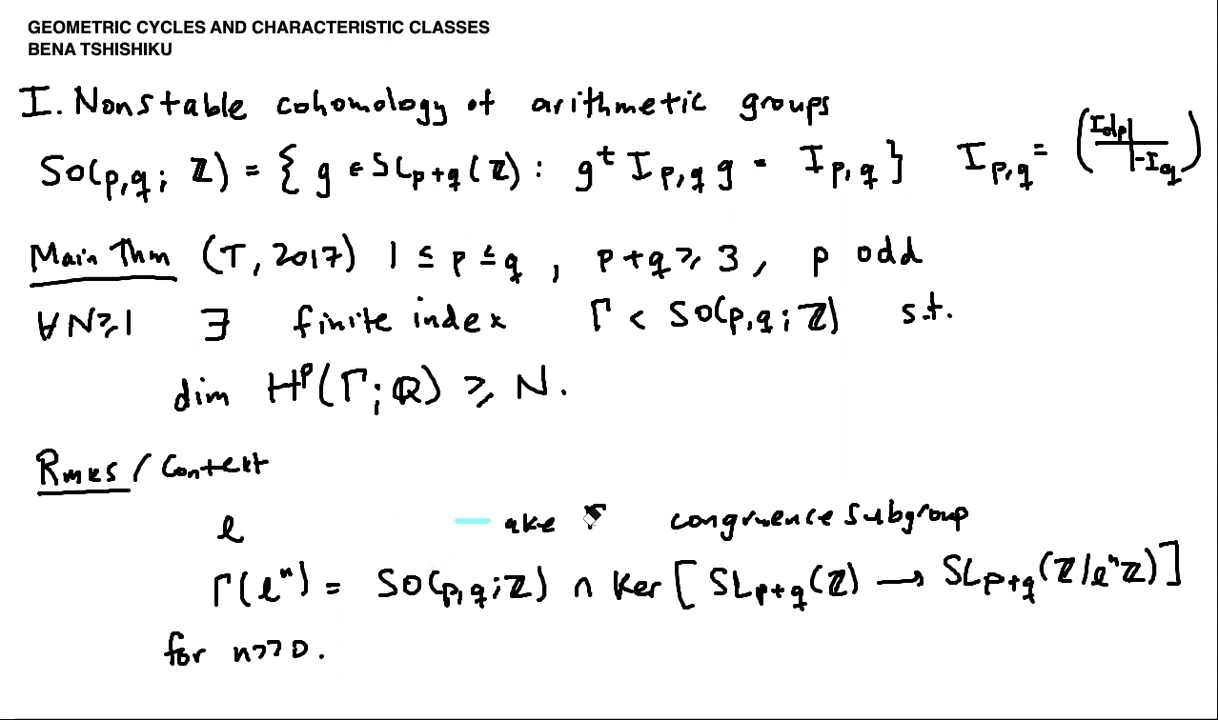 GEOMETRIC CYCLES AND CHARACTERISTIC CLASSES
BENA TSHISHIKU
I. Nonstable cohomology of arithmetic groups
SO(p,q; ℤ) = { g ∈ SL_{p+q}(ℤ) : g^t I_{p,q} g = I_{p,q} } I_{p,q} = (Id_p | -I_q)
Main Thm (T, 2017) 1 ≤ p ≤ q , p+q ≥ 3, p odd
∀ N ≥ 1 ∃ finite index Γ < SO(p,q; ℤ) s.t.
dim H^p(Γ; ℚ) ≥ N.
Rmks / Context
ℓ ake congruence subgroup
Γ(ℓ^n) = SO(p,q; ℤ) ∩ Ker [ SL_{p+q}(ℤ) → SL_{p+q}(ℤ/ℓ^nℤ) ]
for n >> 0.